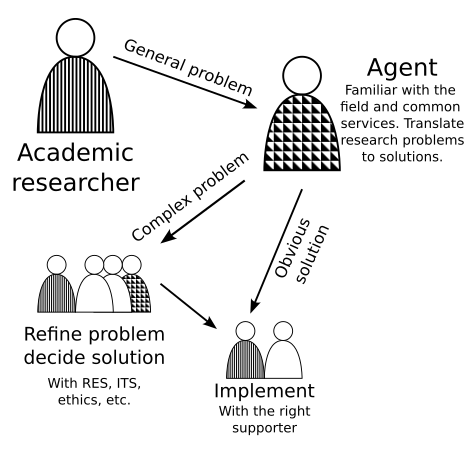 General problem
Agent
Familiar with the
field and common
services. Translate
research problems
to solutions.
Academic
researcher
Complex problem
Obvious
solution
Refine problem
decide solution
With RES, ITS,
ethics, etc.
Implement
With the right
supporter